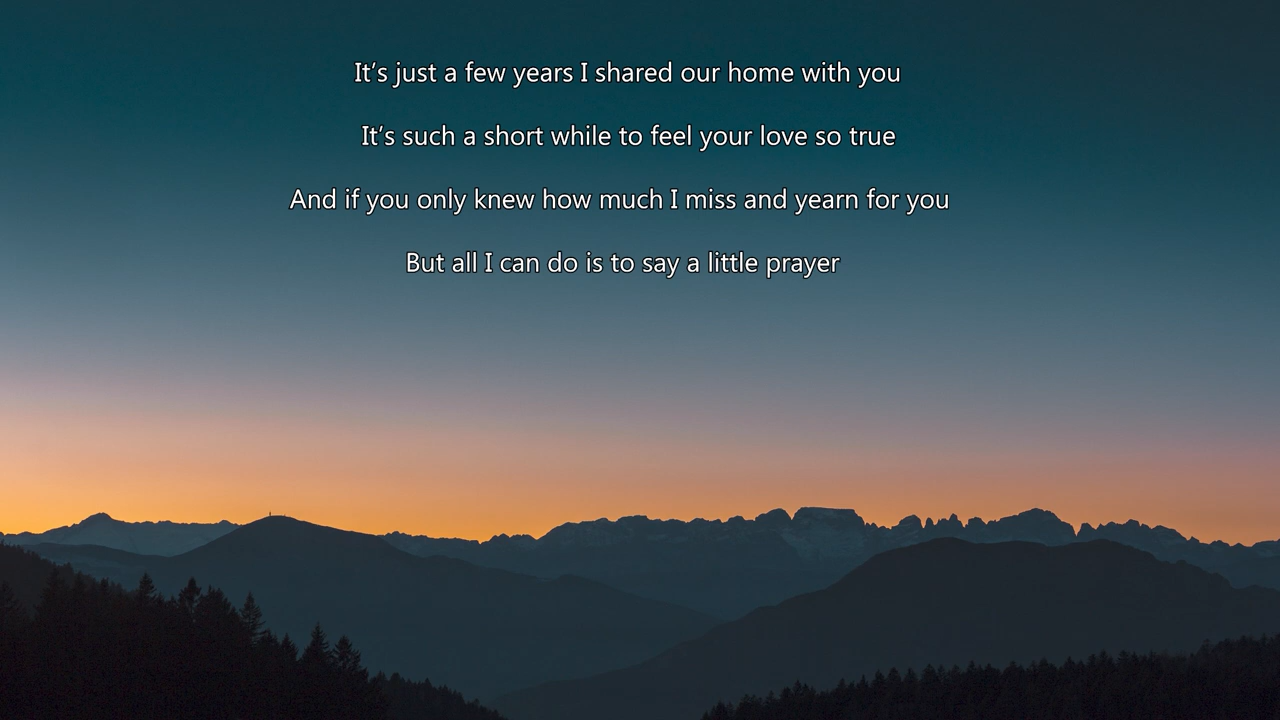 It’s just a few years I shared our home with you
It’s such a short while to feel your love so true
And if you only knew how much I miss and yearn for you
But all I can do is to say a little prayer